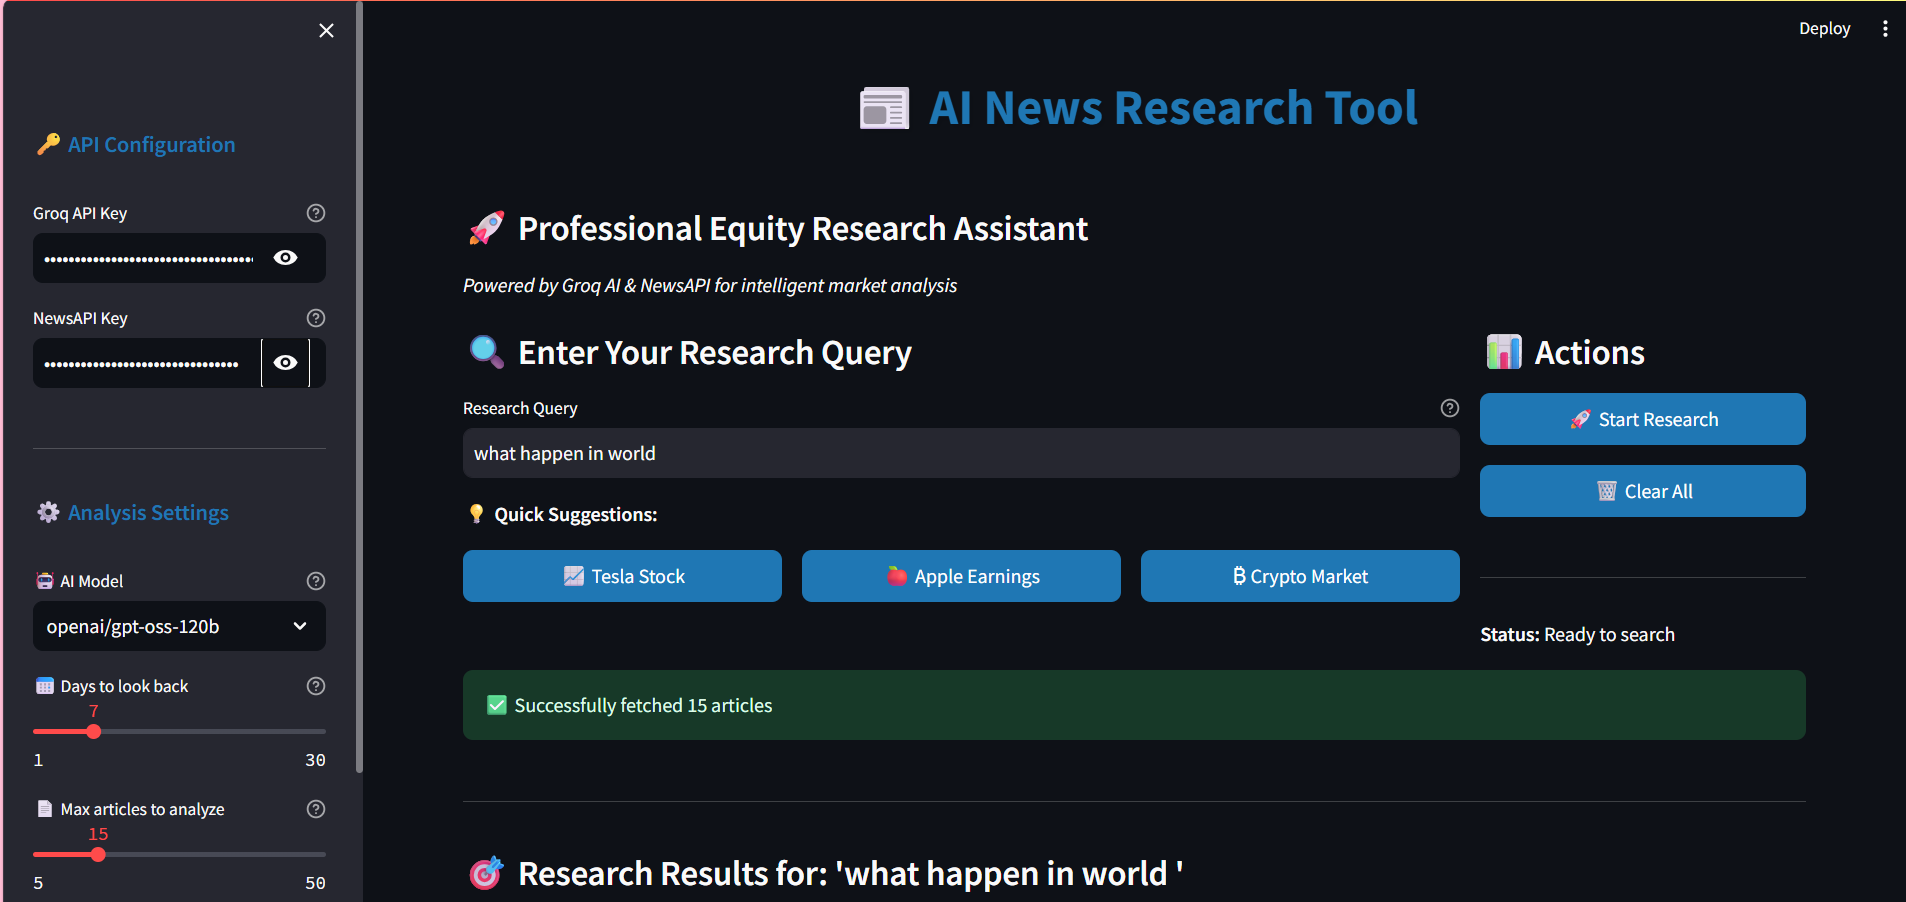 Deploy
API Configuration
Groq API Key
NewsAPI Key
Analysis Settings
AI Model
openai/gpt-oss-120b
Days to look back
7
1 30
Max articles to analyze
15
5 50
AI News Research Tool
Professional Equity Research Assistant
Powered by Groq AI & NewsAPI for intelligent market analysis
Enter Your Research Query
Research Query
what happen in world
Quick Suggestions:
Tesla Stock
Apple Earnings
₿ Crypto Market
Actions
Start Research
Clear All
Status: Ready to search
Successfully fetched 15 articles
Research Results for: 'what happen in world '